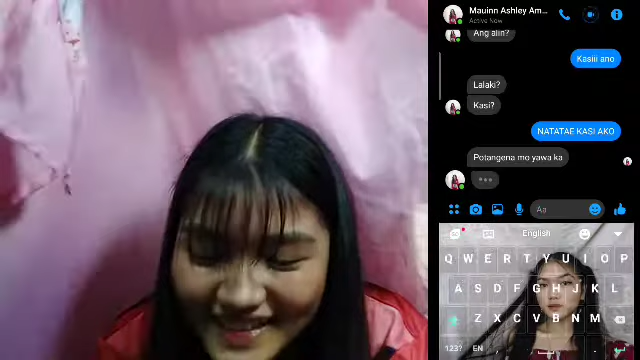 Mauinn Ashley Am...
Active Now
Ang alin?
Kasiii ano
Lalaki?
Kasi?
NATATAE KASI AKO
Potangena mo yawa ka
Aa
English
Q W E R T Y U I O P
A S D F G H J K L
Z X C V B N M
123? EN ,